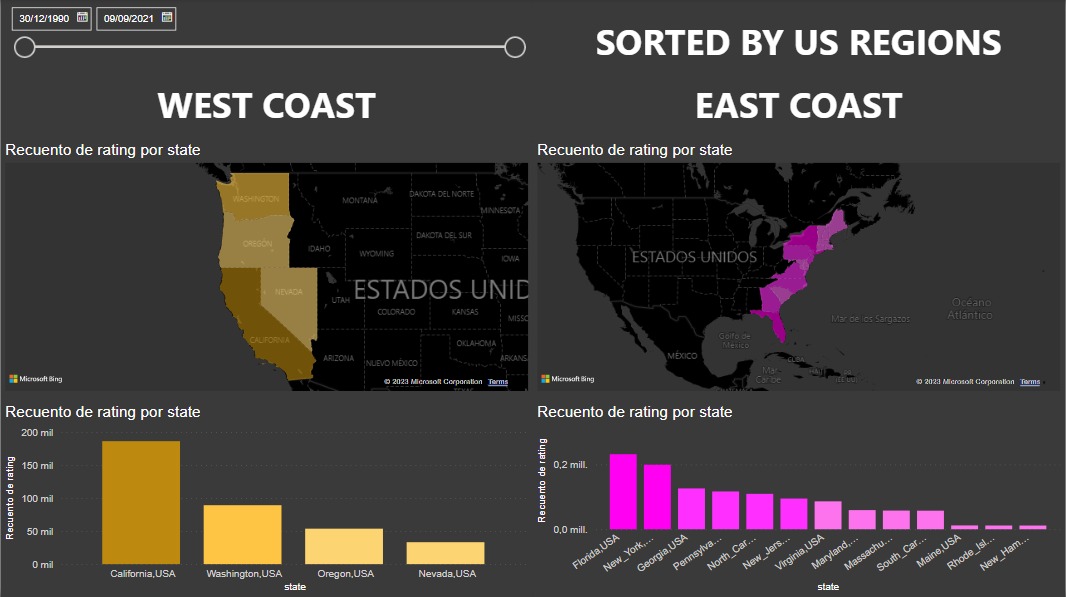 30/12/1990 09/09/2021
SORTED BY US REGIONS
WEST COAST
EAST COAST
Recuento de rating por state
WASHINGTON
MONTANA
DAKOTA DEL NORTE
MINNESOTA
OREGÓN
IDAHO
DAKOTA DEL SUR
WYOMING
IOWA
NEVADA
UTAH
ESTADOS UNID
COLORADO
KANSAS
MISSO
CALIFORNIA
ARIZONA
NUEVO MÉXICO
OKLAHOMA
ARKANS
TEXAS
Microsoft Bing
© 2023 Microsoft Corporation Terms
Recuento de rating por state
ESTADOS UNIDOS
Océano
Atlántico
Mar de los Sargazos
Golfo de
México
MÉXICO
CUBA
Mar
Caribe
Microsoft Bing
© 2023 Microsoft Corporation Terms
Recuento de rating por state
Recuento de rating
200 mil
150 mil
100 mil
50 mil
0 mil
California,USA
Washington,USA
Oregon,USA
Nevada,USA
state
Recuento de rating por state
Recuento de rating
0,2 mill.
0,0 mill.
Florida,USA
New_York,...
Georgia,USA
Pennsylva...
North_Car...
New_Jers...
Virginia,USA
Maryland,...
Massachu...
South_Car...
Maine,USA
Rhode_Isl...
New_Ham...
state